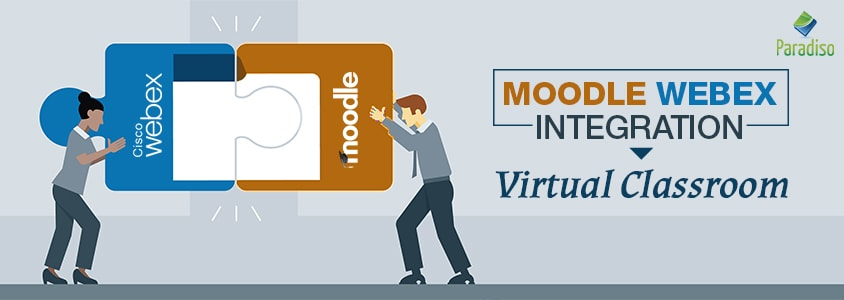 Paradiso
Cisco
webex
moodle
MOODLE WEBEX
INTEGRATION
Virtual Classroom